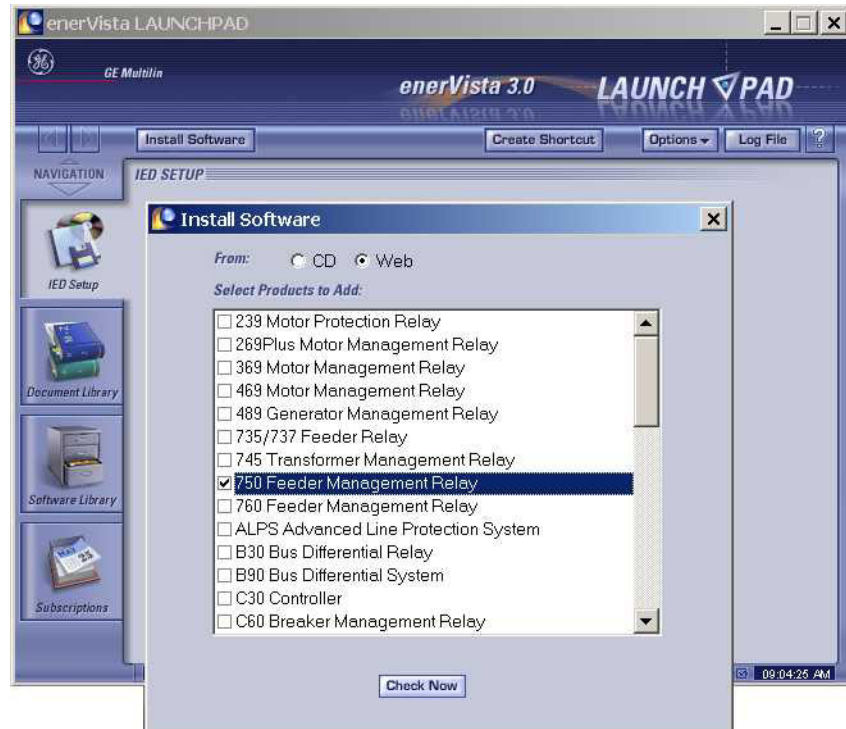 enerVista LAUNCHPAD
GE Multilin
enerVista 3.0
LAUNCH PAD
Install Software
Create Shortcut
Options
Log File
?
NAVIGATION
IED SETUP
IED Setup
Document Library
Software Library
Subscriptions
MAY
25
Install Software
From: CD Web
Select Products to Add:
239 Motor Protection Relay
269Plus Motor Management Relay
369 Motor Management Relay
469 Motor Management Relay
489 Generator Management Relay
735/737 Feeder Relay
745 Transformer Management Relay
750 Feeder Management Relay
760 Feeder Management Relay
ALPS Advanced Line Protection System
B30 Bus Differential Relay
B90 Bus Differential System
C30 Controller
C60 Breaker Management Relay
Check Now
09:04:25 AM